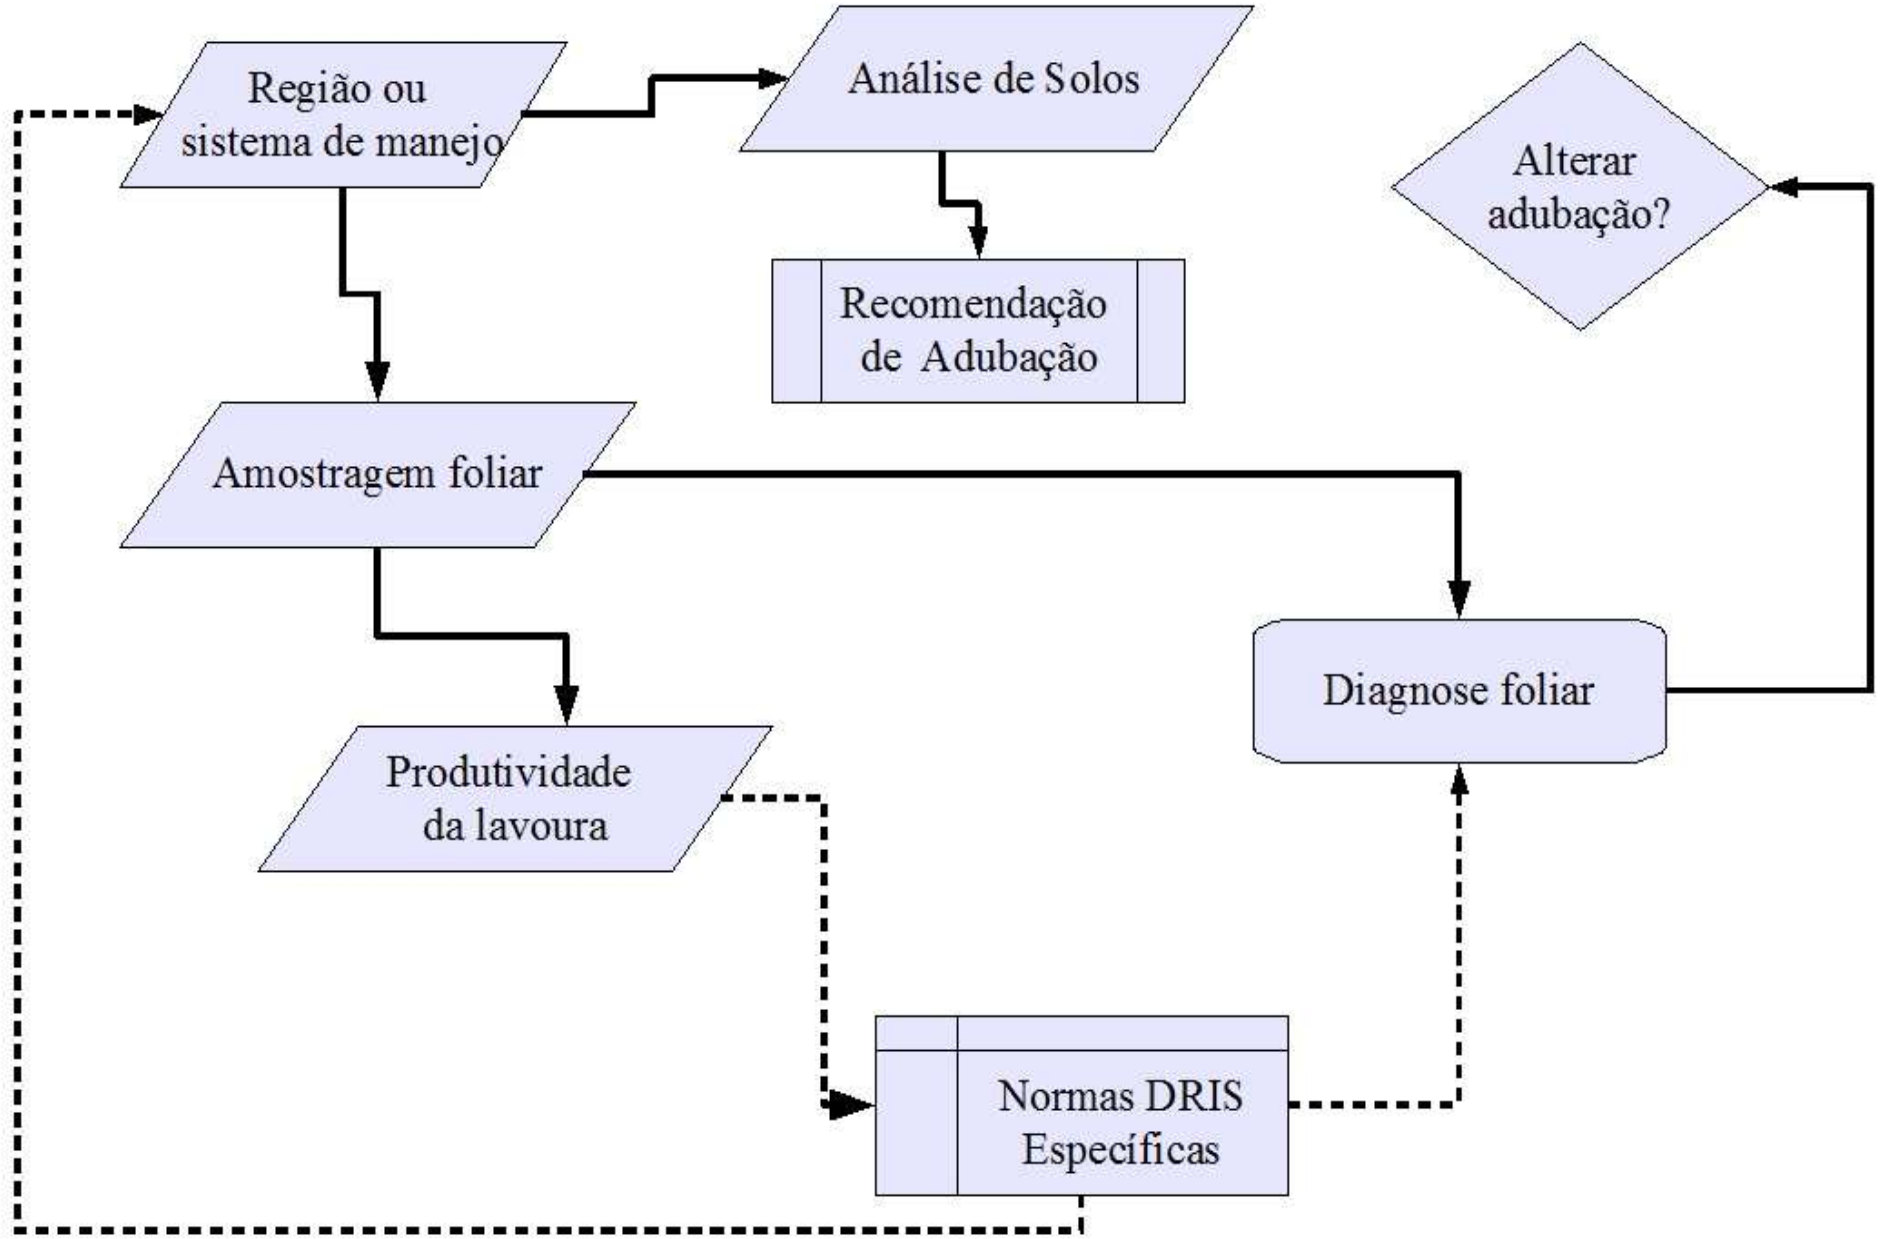 Região ou
sistema de manejo
Análise de Solos
Alterar
adubação?
Recomendação
de Adubação
Amostragem foliar
Diagnose foliar
Produtividade
da lavoura
Normas DRIS
Específicas